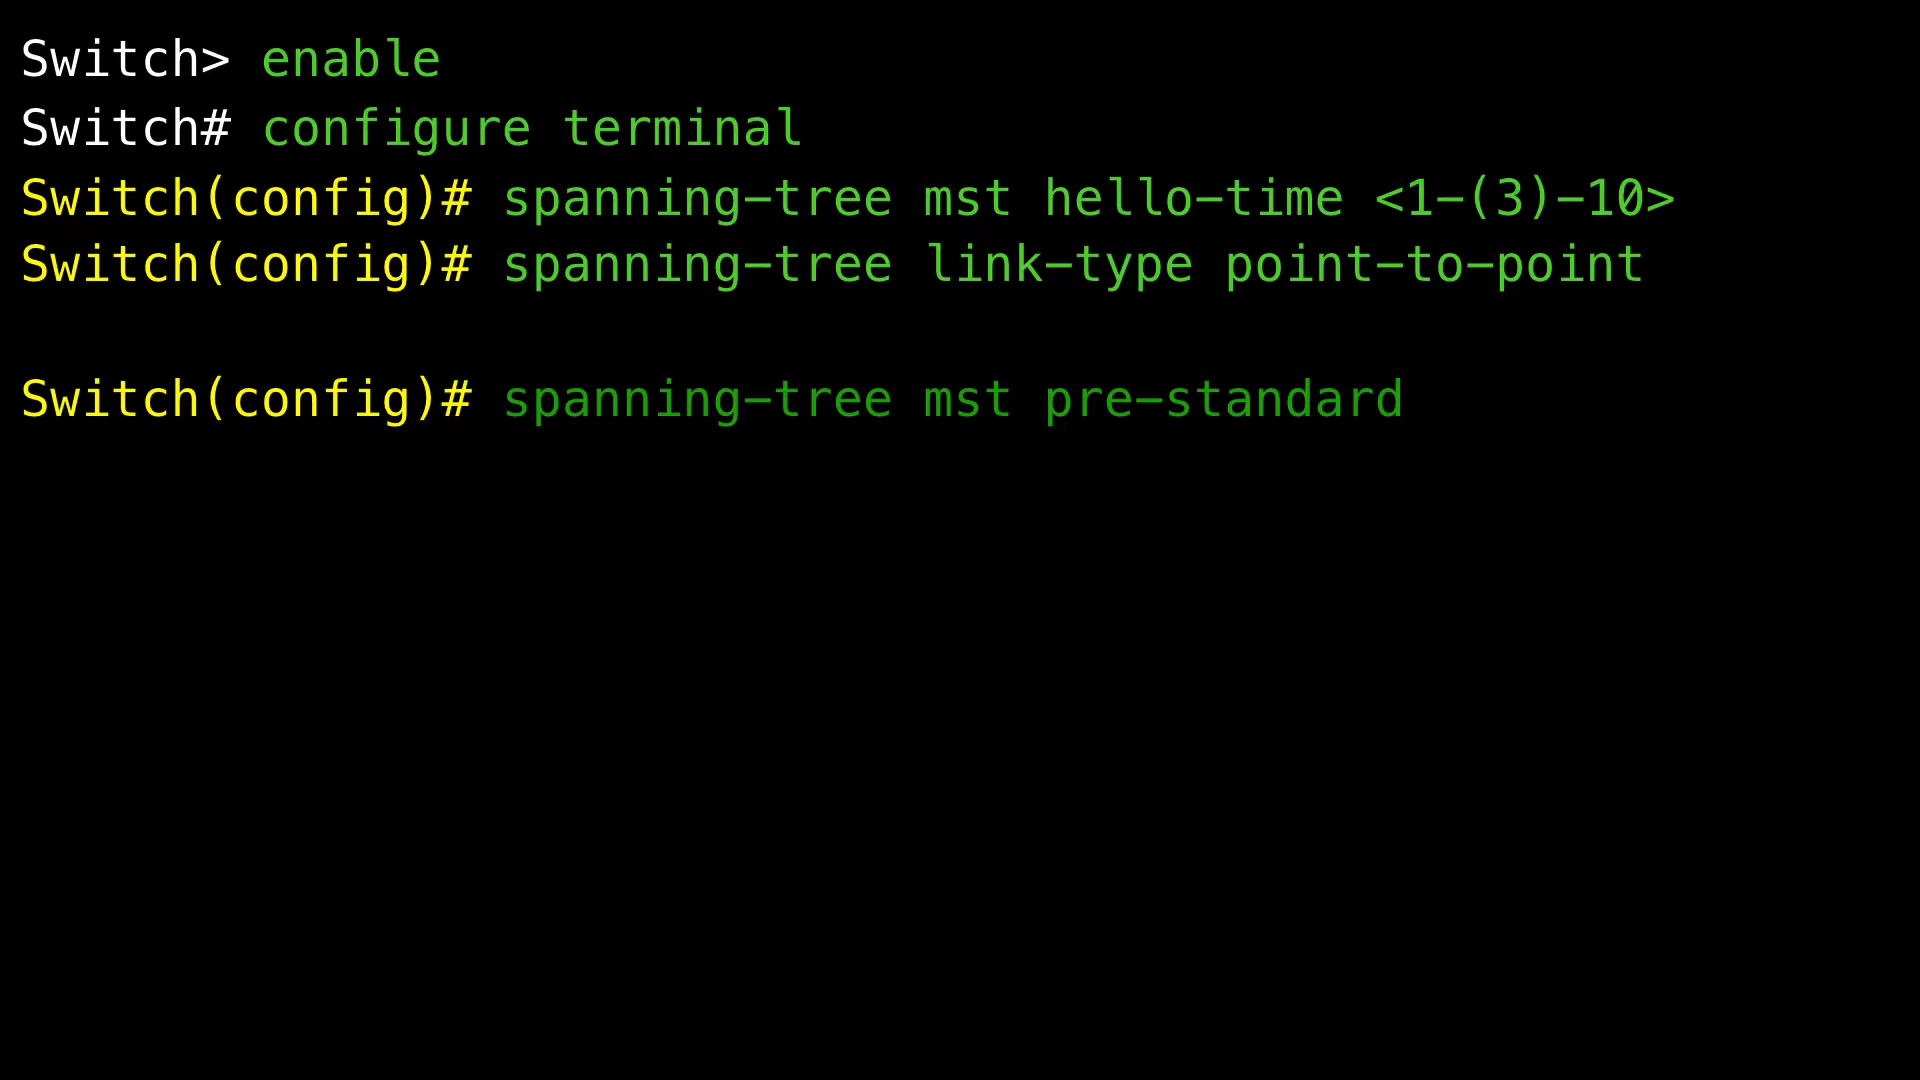 Switch> enable
Switch# configure terminal
Switch(config)# spanning-tree mst hello-time <1-(3)-10>
Switch(config)# spanning-tree link-type point-to-point
Switch(config)# spanning-tree mst pre-standard